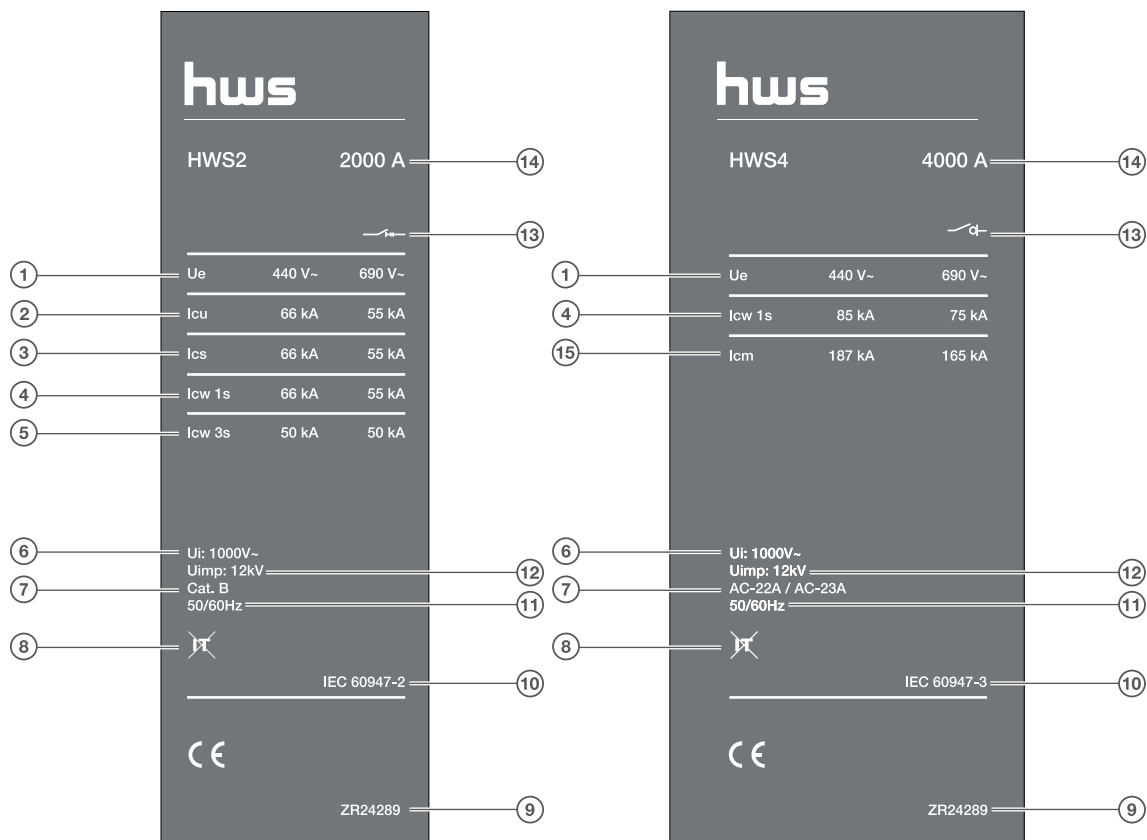 hws
HWS2 2000 A
14
13
1 Ue 440 V~ 690 V~
2 Icu 66 kA 55 kA
3 Ics 66 kA 55 kA
4 Icw 1s 66 kA 55 kA
5 Icw 3s 50 kA 50 kA
6 Ui: 1000V~
Uimp: 12kV 12
7 Cat. B
50/60Hz 11
8 IT
IEC 60947-2 10
CE
ZR24289 9
hws
HWS4 4000 A 14
13
1 Ue 440 V~ 690 V~
4 Icw 1s 85 kA 75 kA
15 Icm 187 kA 165 kA
6 Ui: 1000V~
Uimp: 12kV 12
7 AC-22A / AC-23A
50/60Hz 11
8 IT
IEC 60947-3 10
CE
ZR24289 9